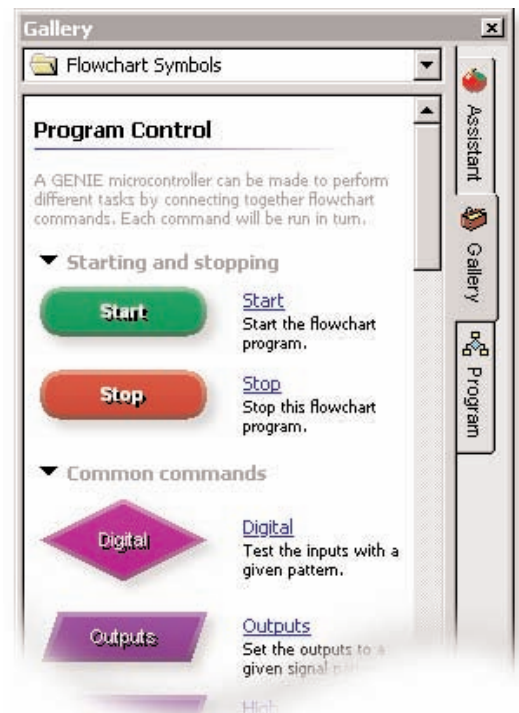 Gallery
Flowchart Symbols
Program Control
A GENIE microcontroller can be made to perform
different tasks by connecting together flowchart
commands. Each command will be run in turn.
Starting and stopping
Start
Start
Start the flowchart
program.
Stop
Stop
Stop this flowchart
program.
Common commands
Digital
Digital
Test the inputs with a
given pattern.
Outputs
Outputs
Set the outputs to a
given signal
High
Assistant
Gallery
Program